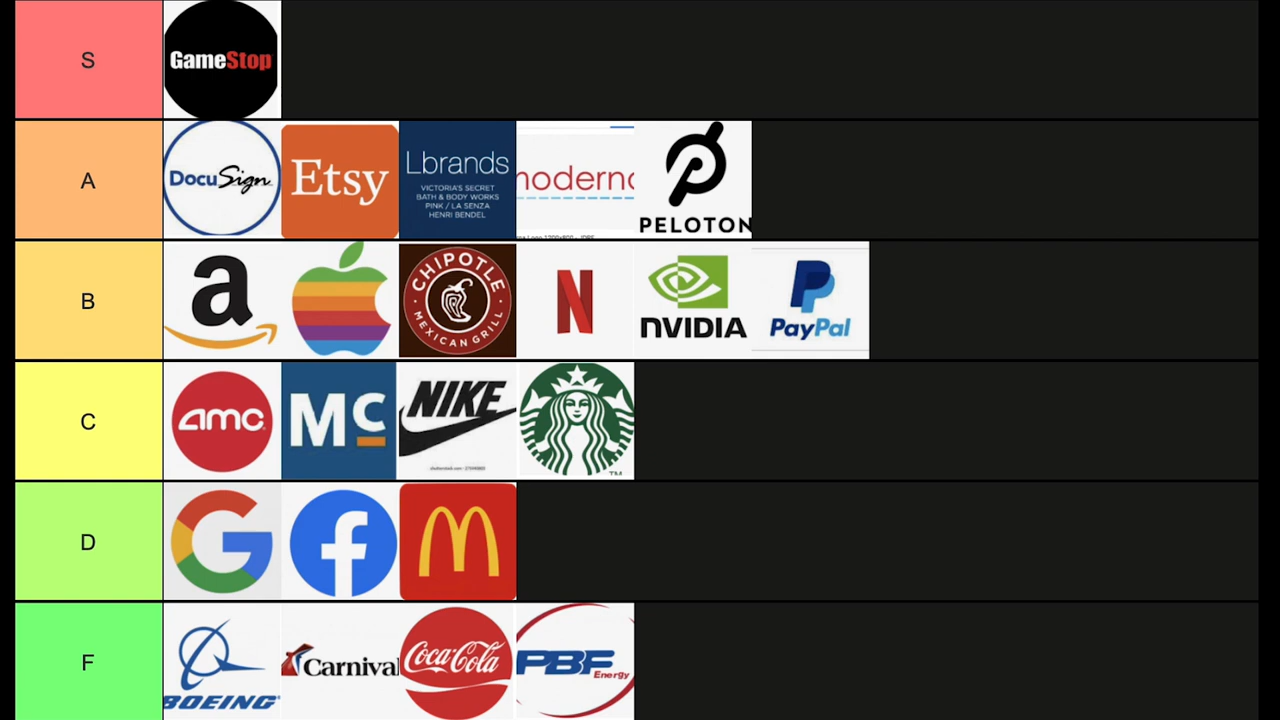 S
GameStop
A
DocuSign
Etsy
Lbrands
VICTORIA'S SECRET
BATH & BODY WORKS
PINK / LA SENZA
HENRI BENDEL
moderna
PELOTON
B
a
CHIPOTLE
MEXICAN GRILL
N
NVIDIA
PayPal
C
amc
Mc
NIKE
TM
D
G
f
M
F
BOEING
Carnival
Coca-Cola
PBF
Energy